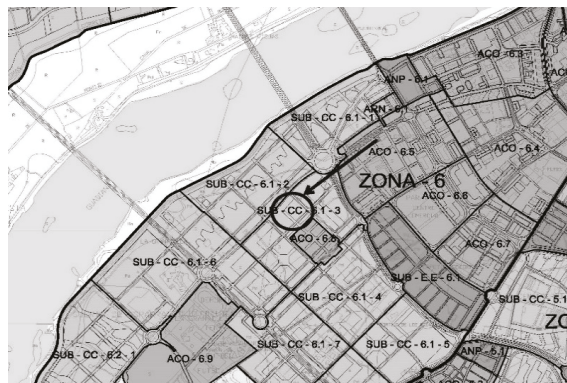 ACO - 6.3
ANP - 6.1
ARN - 6.1
SUB - CC - 6.1 - 1
ACO - 6.5
ACO - 6.4
SUB - CC - 6.1 - 2
ZONA - 6
ACO - 6.6
SUB - CC - 6.1 - 3
ACO - 6.8
ACO - 6.7
SUB - CC - 6.1 - 6
SUB - E.E - 6.1
SUB - CC - 6.1 - 4
SUB - CC - 5.1
SUB - CC - 6.1 - 7
SUB - CC - 6.1 - 5
ANP - 5.1
SUB - CC - 6.2 - 1
ACO - 6.9